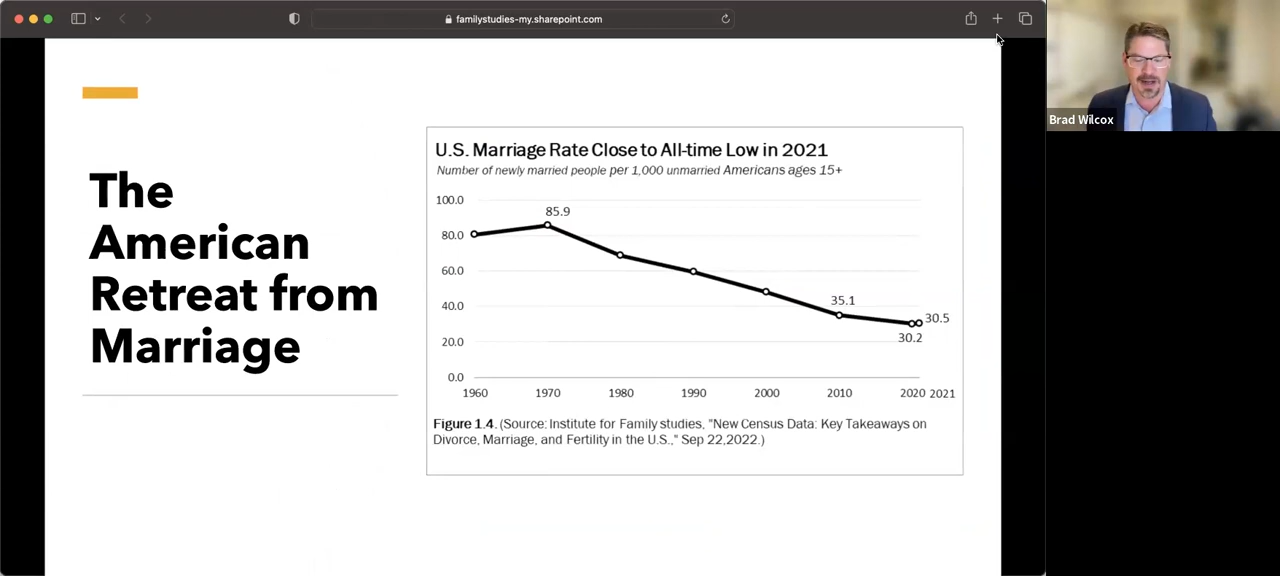 familystudies-my.sharepoint.com
The
American
Retreat from
Marriage
U.S. Marriage Rate Close to All-time Low in 2021
Number of newly married people per 1,000 unmarried Americans ages 15+
100.0
80.0
60.0
40.0
20.0
0.0
85.9
35.1
30.5
30.2
1960 1970 1980 1990 2000 2010 2020 2021
Figure 1.4. (Source: Institute for Family studies, "New Census Data: Key Takeaways on
Divorce, Marriage, and Fertility in the U.S.," Sep 22,2022.)
Brad Wilcox